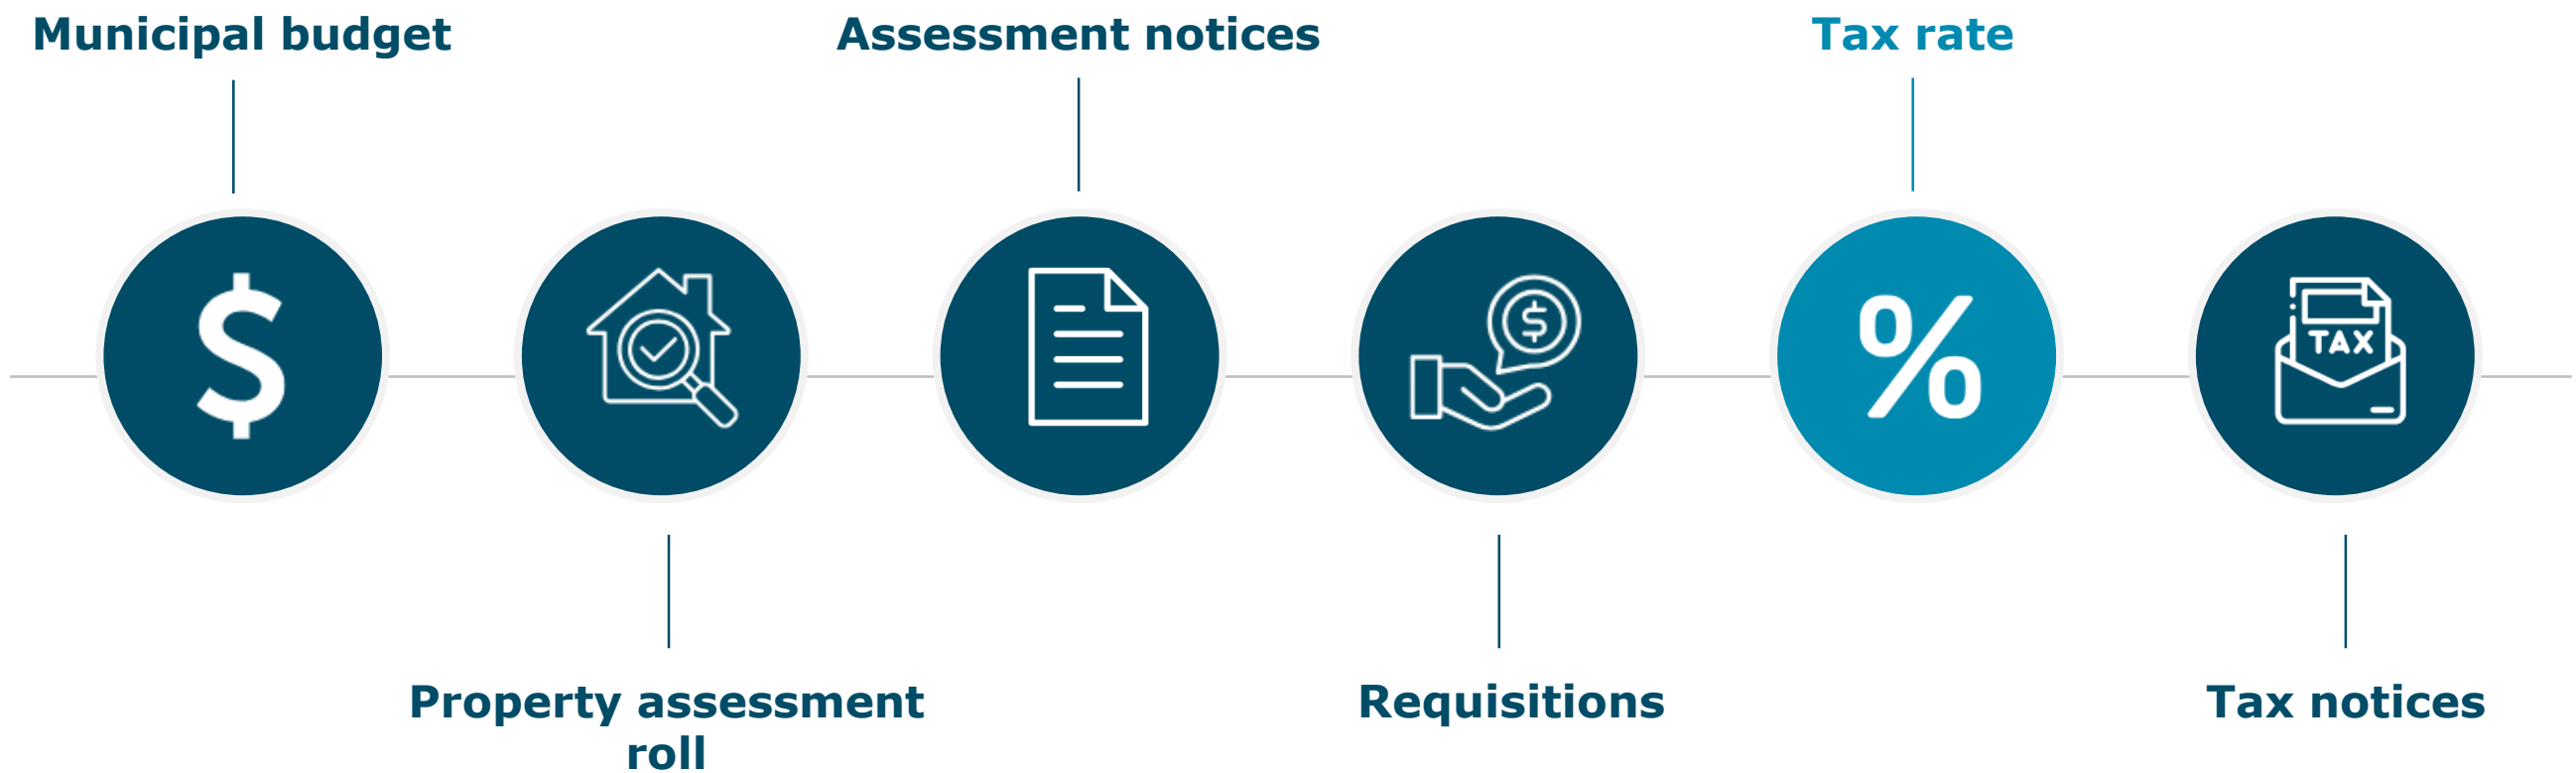 Municipal budget
Assessment notices
Tax rate
$
$
%
TAX
Property assessment
roll
Requisitions
Tax notices